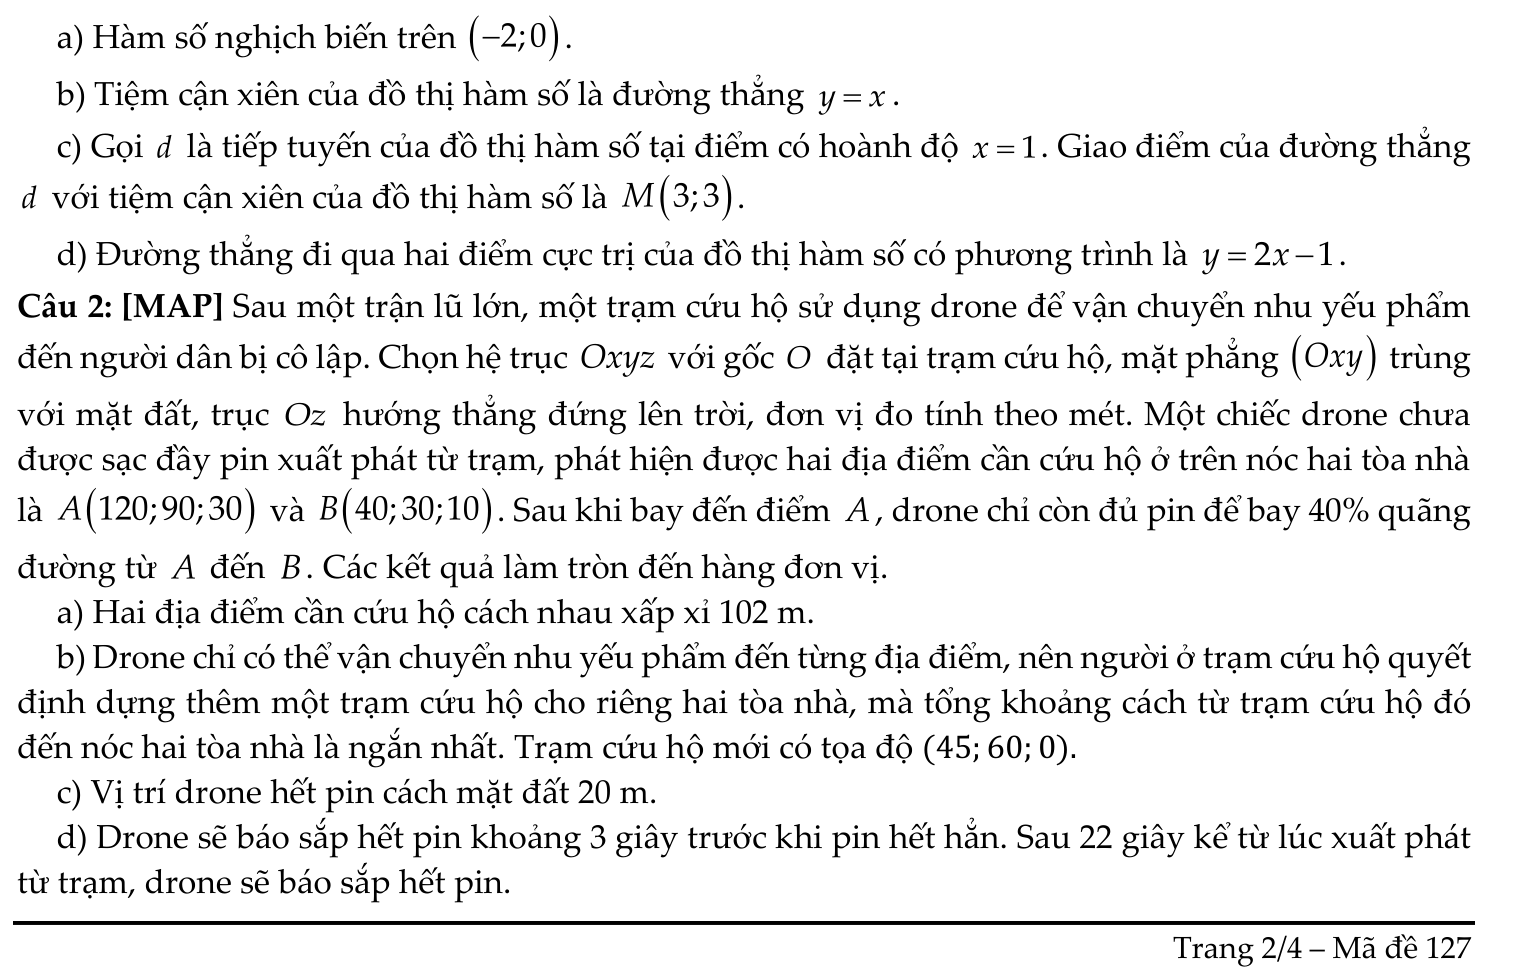 a) Hàm số nghịch biến trên (−2;0).
b) Tiệm cận xiên của đồ thị hàm số là đường thẳng y = x.
c) Gọi d là tiếp tuyến của đồ thị hàm số tại điểm có hoành độ x = 1. Giao điểm của đường thẳng
d với tiệm cận xiên của đồ thị hàm số là M(3;3).
d) Đường thẳng đi qua hai điểm cực trị của đồ thị hàm số có phương trình là y = 2x − 1.
Câu 2: [MAP] Sau một trận lũ lớn, một trạm cứu hộ sử dụng drone để vận chuyển nhu yếu phẩm
đến người dân bị cô lập. Chọn hệ trục Oxyz với gốc O đặt tại trạm cứu hộ, mặt phẳng (Oxy) trùng
với mặt đất, trục Oz hướng thẳng đứng lên trời, đơn vị đo tính theo mét. Một chiếc drone chưa
được sạc đầy pin xuất phát từ trạm, phát hiện được hai địa điểm cần cứu hộ ở trên nóc hai tòa nhà
là A(120;90;30) và B(40;30;10). Sau khi bay đến điểm A, drone chỉ còn đủ pin để bay 40% quãng
đường từ A đến B. Các kết quả làm tròn đến hàng đơn vị.
a) Hai địa điểm cần cứu hộ cách nhau xấp xỉ 102 m.
b) Drone chỉ có thể vận chuyển nhu yếu phẩm đến từng địa điểm, nên người ở trạm cứu hộ quyết
định dựng thêm một trạm cứu hộ cho riêng hai tòa nhà, mà tổng khoảng cách từ trạm cứu hộ đó
đến nóc hai tòa nhà là ngắn nhất. Trạm cứu hộ mới có tọa độ (45; 60; 0).
c) Vị trí drone hết pin cách mặt đất 20 m.
d) Drone sẽ báo sắp hết pin khoảng 3 giây trước khi pin hết hẳn. Sau 22 giây kể từ lúc xuất phát
từ trạm, drone sẽ báo sắp hết pin.
Trang 2/4 – Mã đề 127